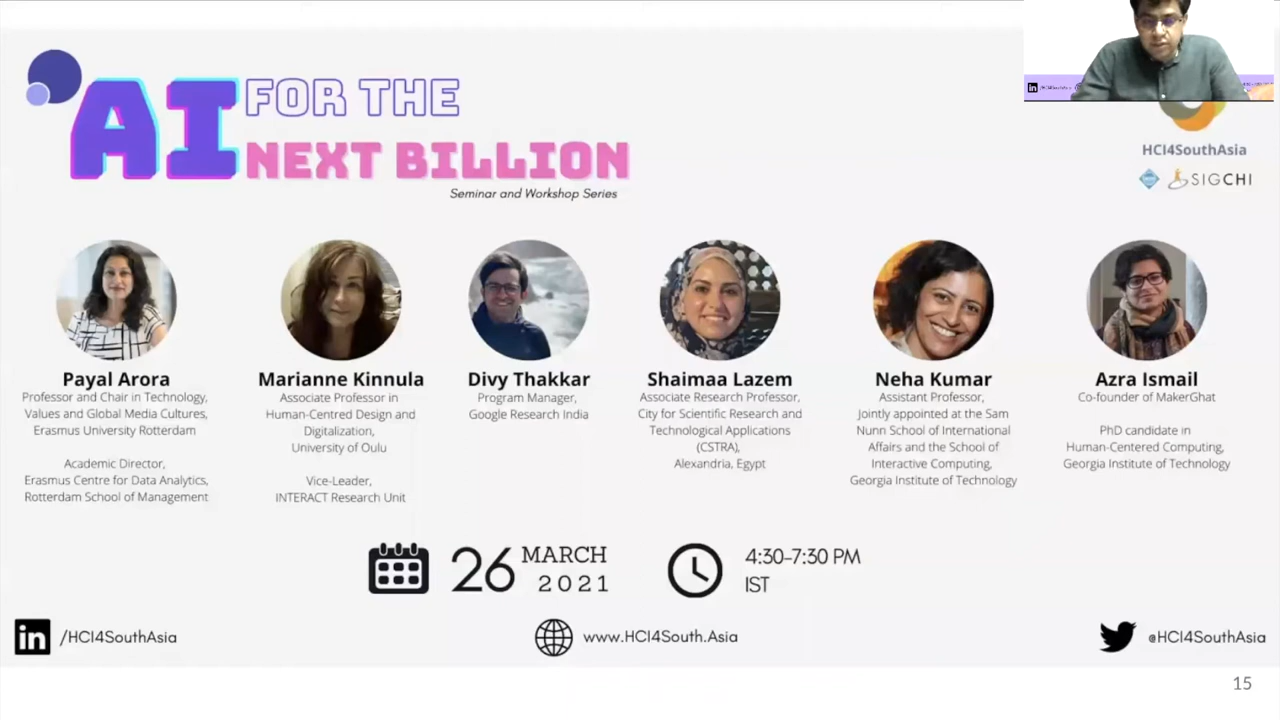 AI FOR THE
NEXT BILLION
Seminar and Workshop Series
HCI4SouthAsia
SIGCHI
Payal Arora
Professor and Chair in Technology,
Values and Global Media Cultures,
Erasmus University Rotterdam
Academic Director,
Erasmus Centre for Data Analytics,
Rotterdam School of Management
Marianne Kinnula
Associate Professor in
Human-Centred Design and
Digitalization,
University of Oulu
Vice-Leader,
INTERACT Research Unit
Divy Thakkar
Program Manager,
Google Research India
Shaimaa Lazem
Associate Research Professor,
City for Scientific Research and
Technological Applications
(CSTRA),
Alexandria, Egypt
Neha Kumar
Assistant Professor,
Jointly appointed at the Sam
Nunn School of International
Affairs and the School of
Interactive Computing,
Georgia Institute of Technology
Azra Ismail
Co-founder of MakerGhat
PhD candidate in
Human-Centered Computing,
Georgia Institute of Technology
26 MARCH
2021
4:30-7:30 PM
IST
in /HCI4SouthAsia
www.HCI4South.Asia
@HCI4SouthAsia
15